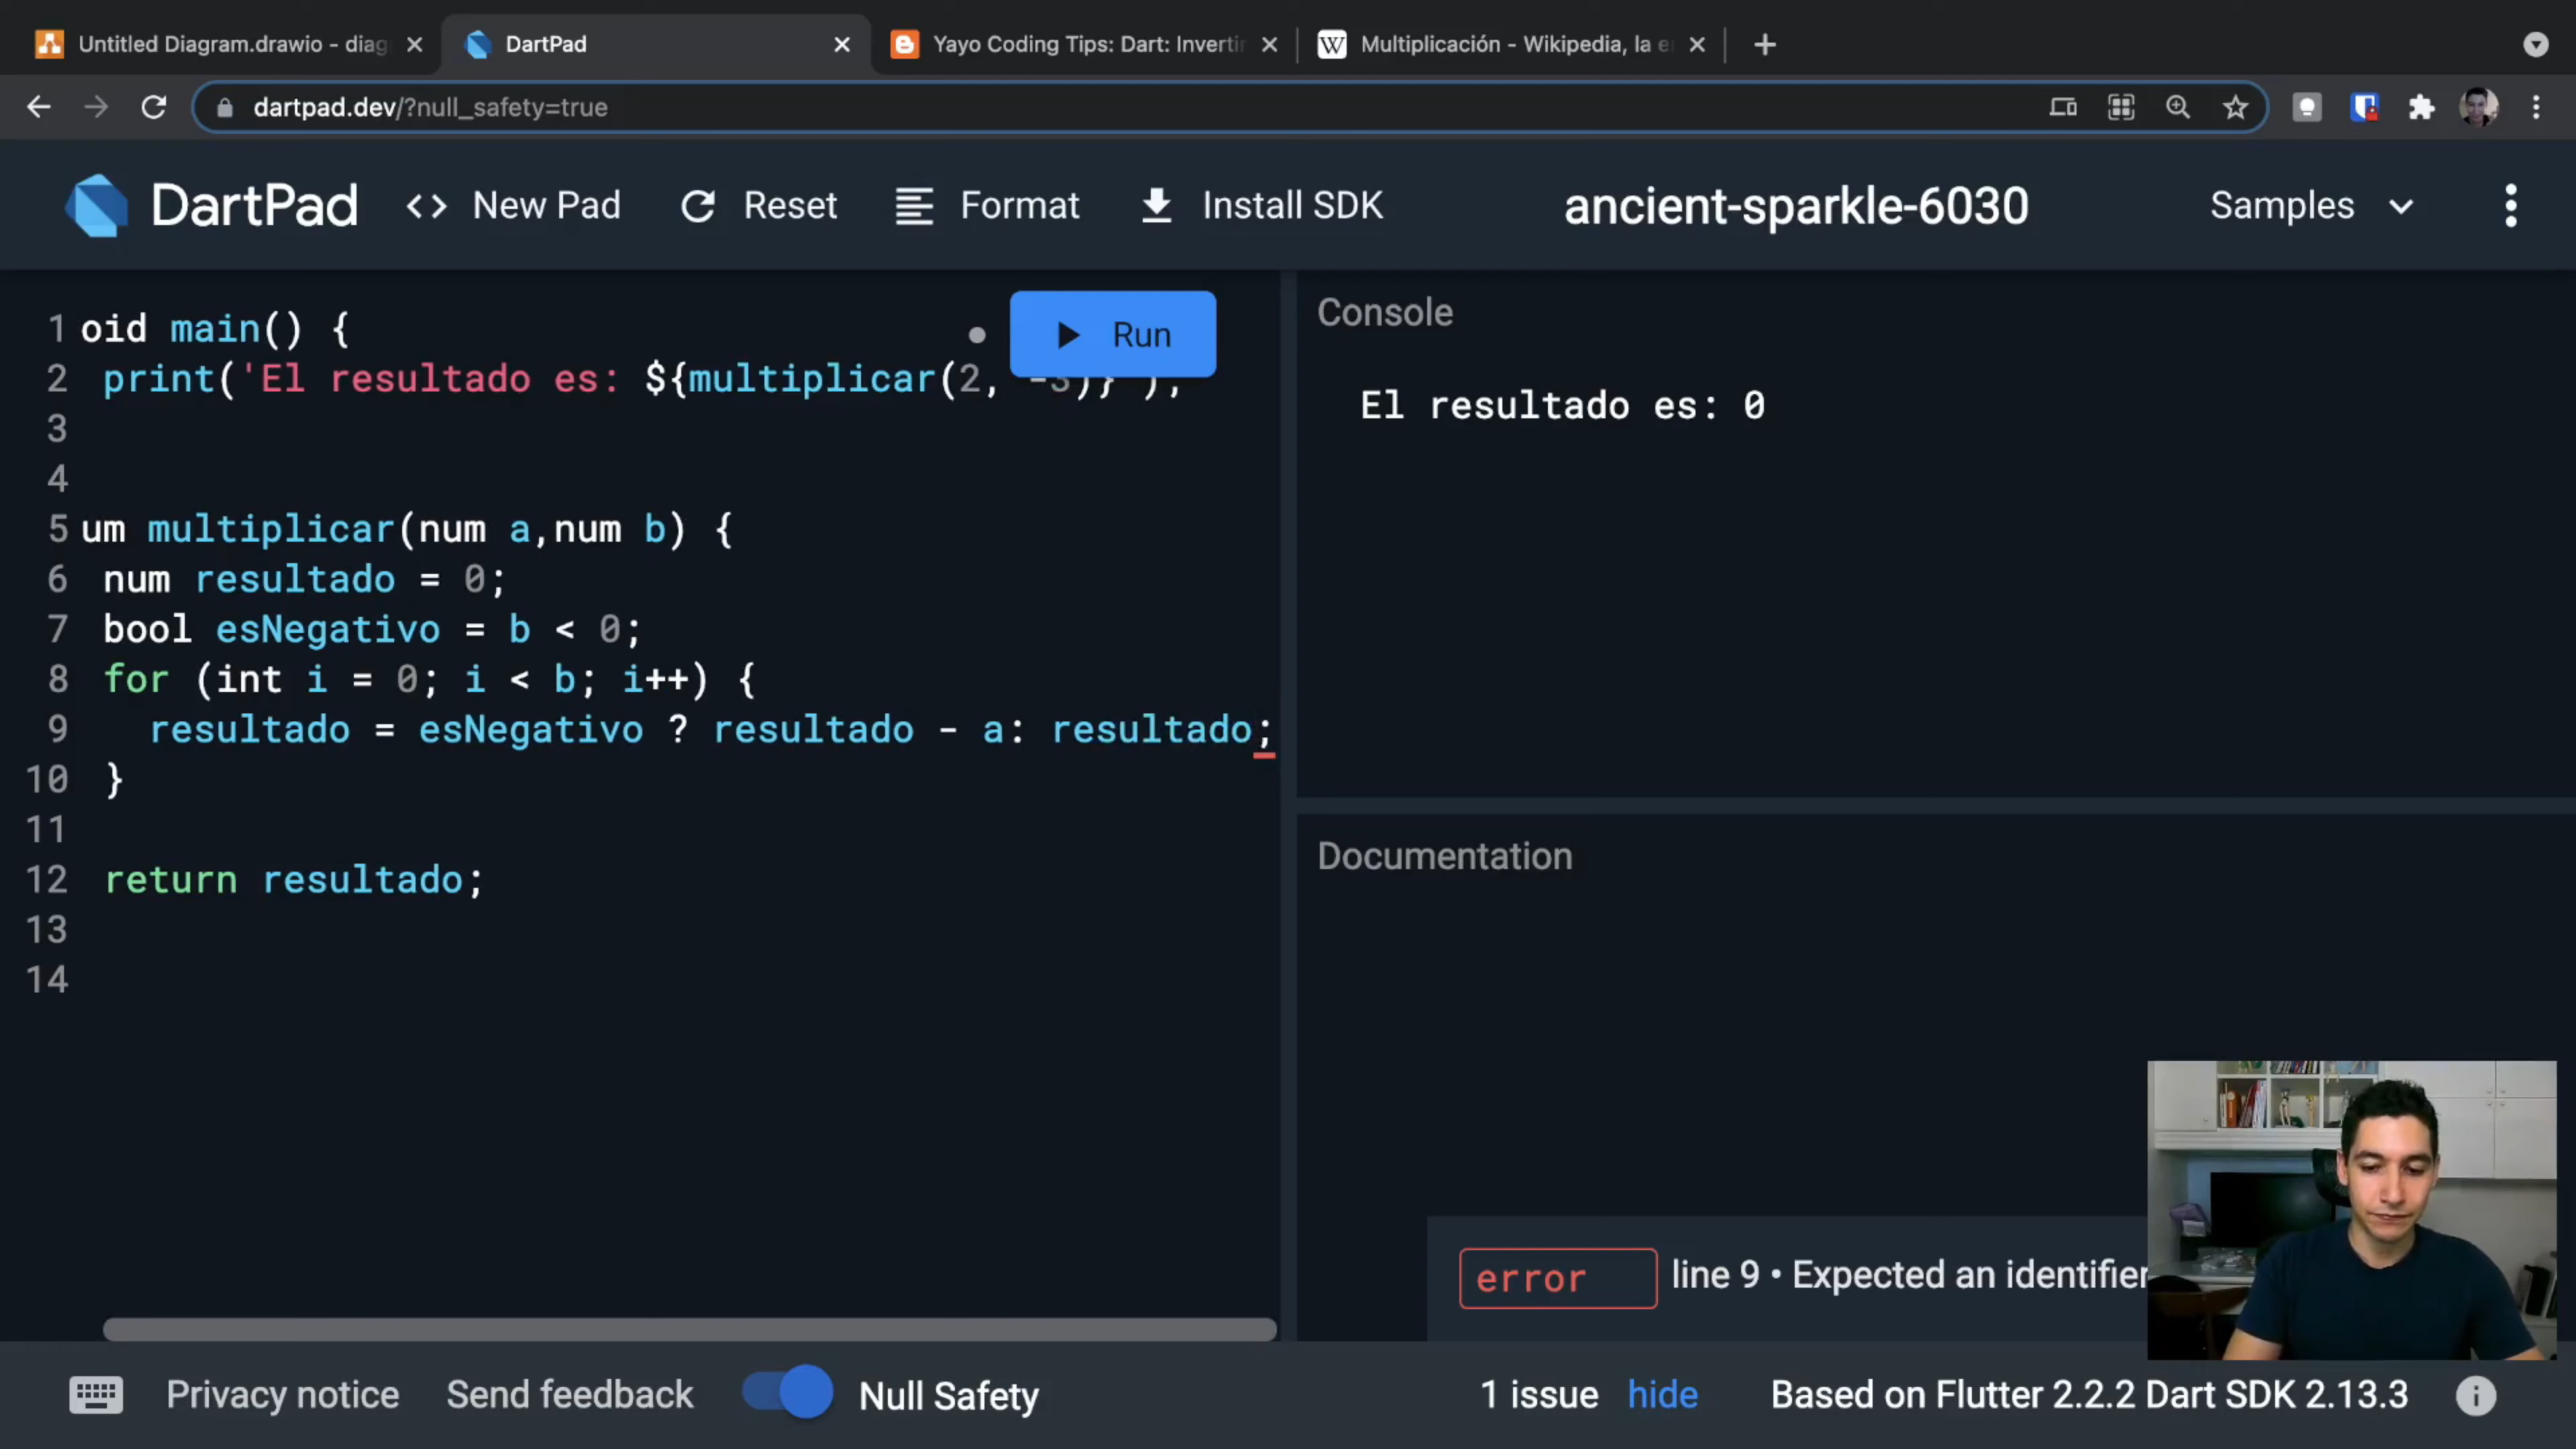 Untitled Diagram.drawio - diag
DartPad
Yayo Coding Tips: Dart: Inverti
Multiplicación - Wikipedia, la e
dartpad.dev/?null_safety=true
DartPad
New Pad
Reset
Format
Install SDK
ancient-sparkle-6030
Samples
Run
1 oid main() {
2 print('El resultado es: ${multiplicar(2, -3)}');
3
4
5 um multiplicar(num a,num b) {
6 num resultado = 0;
7 bool esNegativo = b < 0;
8 for (int i = 0; i < b; i++) {
9 resultado = esNegativo ? resultado - a: resultado;
10 }
11
12 return resultado;
13
14
Console
El resultado es: 0
Documentation
error line 9 • Expected an identifier
Privacy notice
Send feedback
Null Safety
1 issue hide
Based on Flutter 2.2.2 Dart SDK 2.13.3